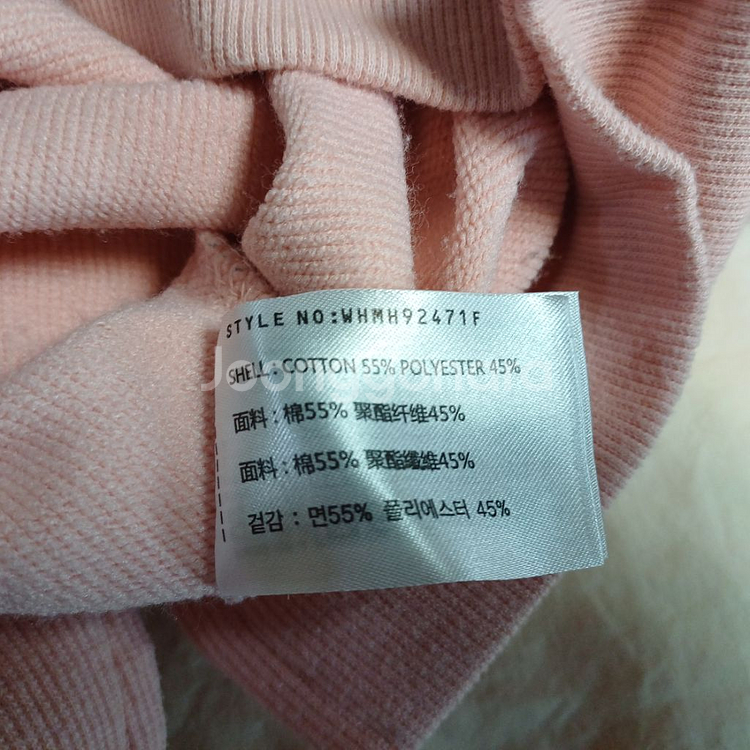 STYLE NO:WHMH92471F
SHELL : COTTON 55% POLYESTER 45%
Joonggonara
面料 : 棉55% 聚酯纤维45%
面料 : 棉55% 聚酯纖維45%
겉감 : 면55% 폴리에스터 45%